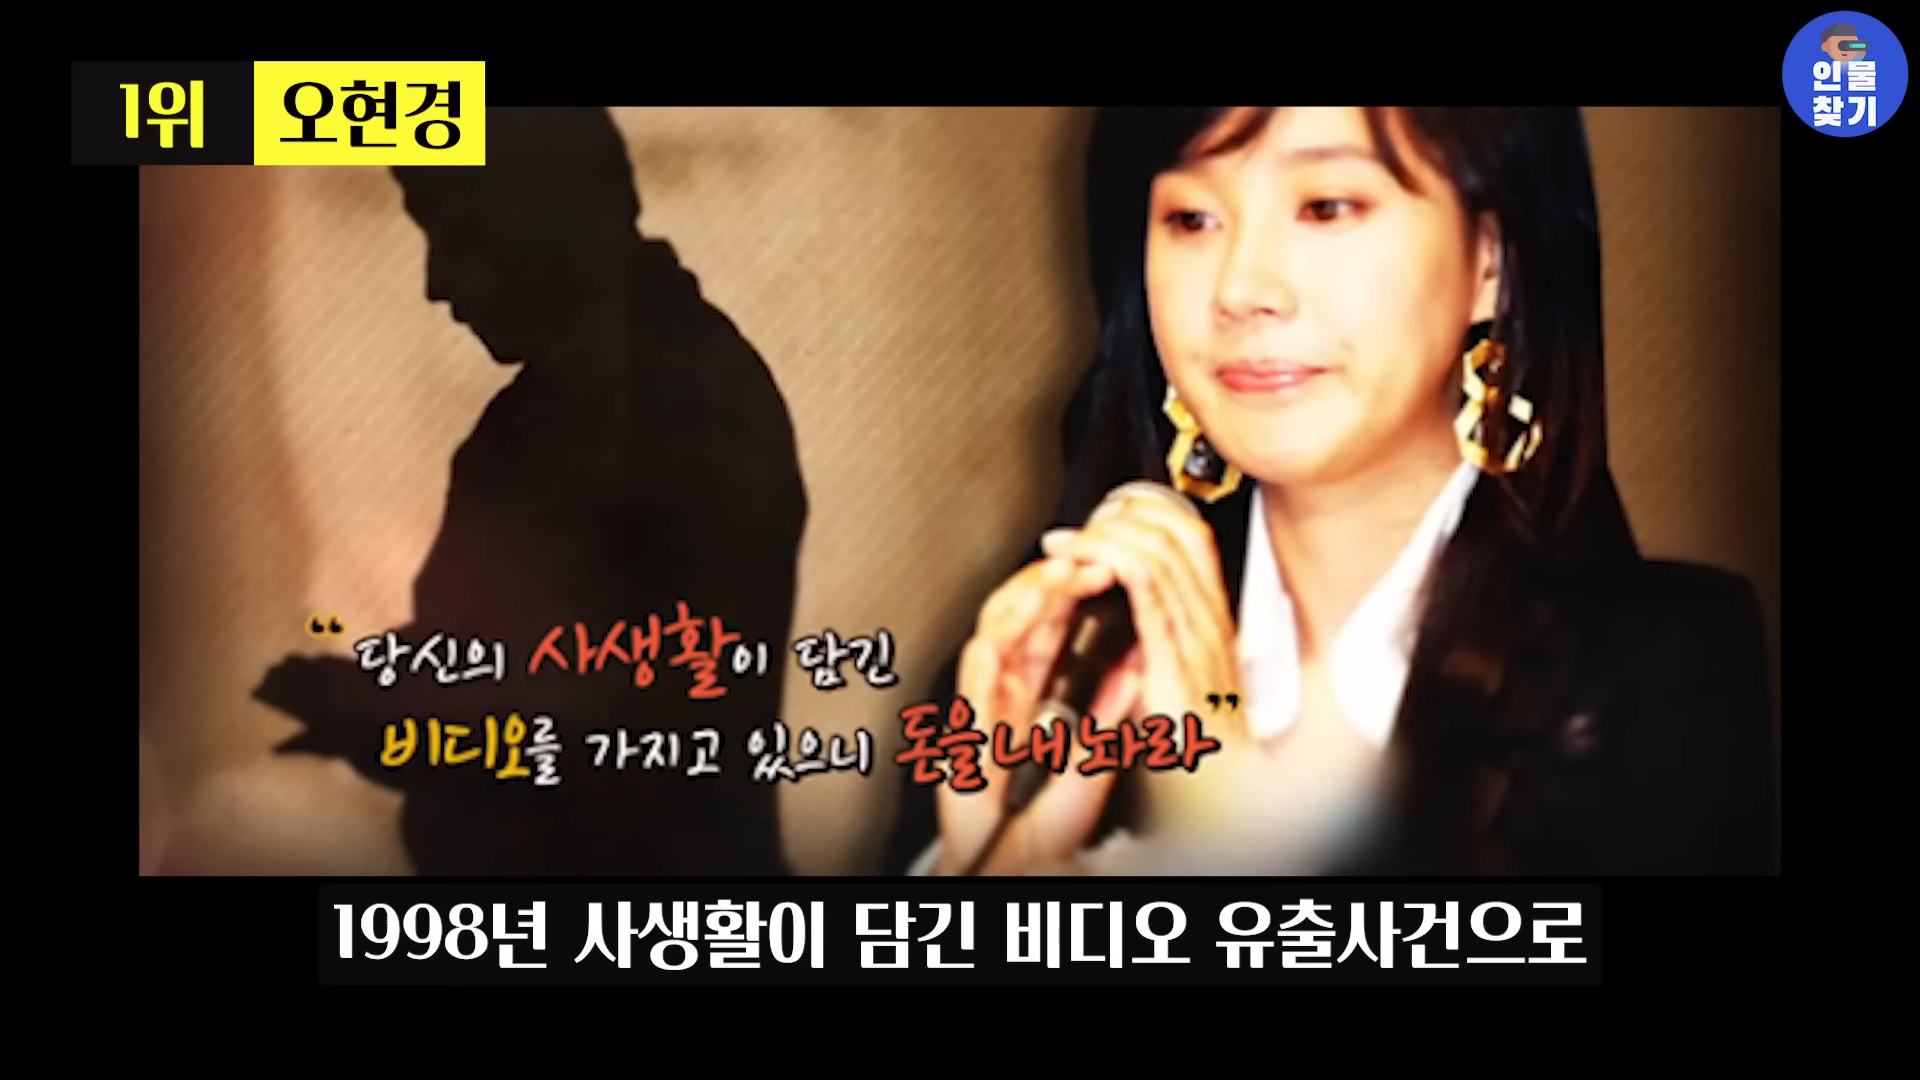 1위 오현경
인물
찾기
“당신의 사생활이 담긴
비디오를 가지고 있으니 돈을 내놔라”
1998년 사생활이 담긴 비디오 유출사건으로